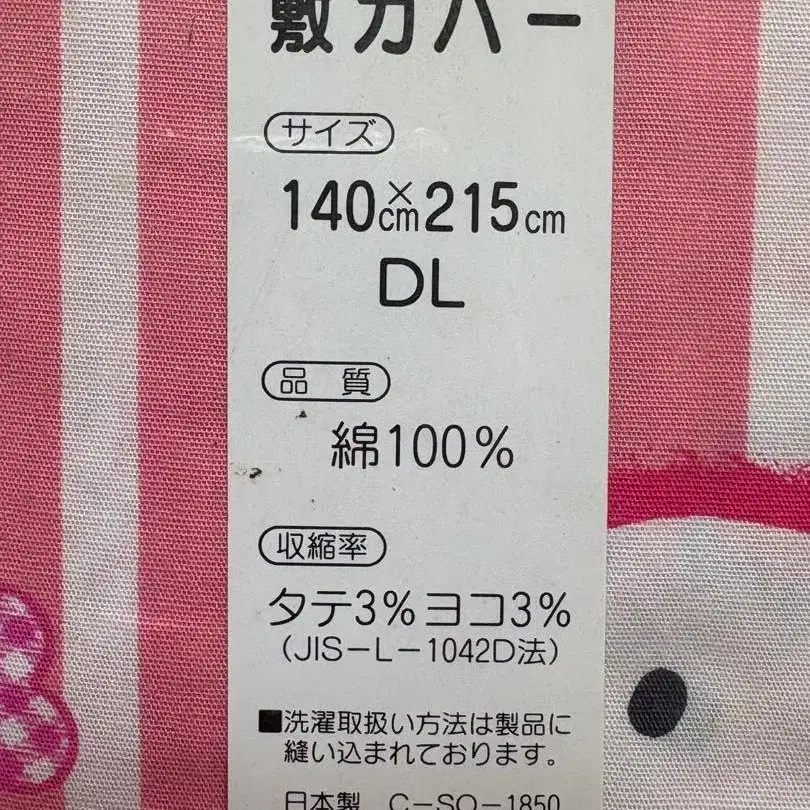 敷カバー
サイズ
140cm×215cm
DL
品質
綿100%
収縮率
タテ3%ヨコ3%
(JIS-L-1042D法)
■洗濯取扱い方法は製品に
縫い込まれております。
日本製 C-SO-1850